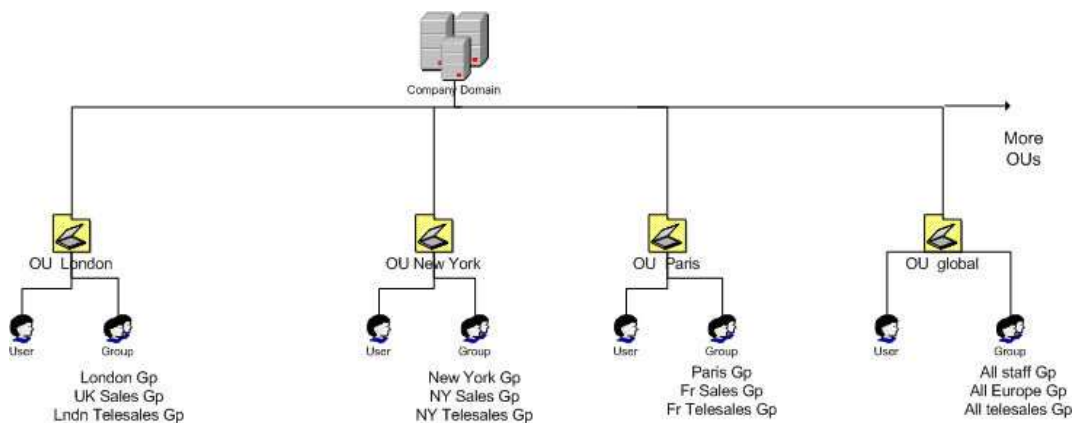 Company Domain
More
OUs
OU London
OU New York
OU Paris
OU global
User
Group
User
Group
User
Group
User
Group
London Gp
UK Sales Gp
Lndn Telesales Gp
New York Gp
NY Sales Gp
NY Telesales Gp
Paris Gp
Fr Sales Gp
Fr Telesales Gp
All staff Gp
All Europe Gp
All telesales Gp